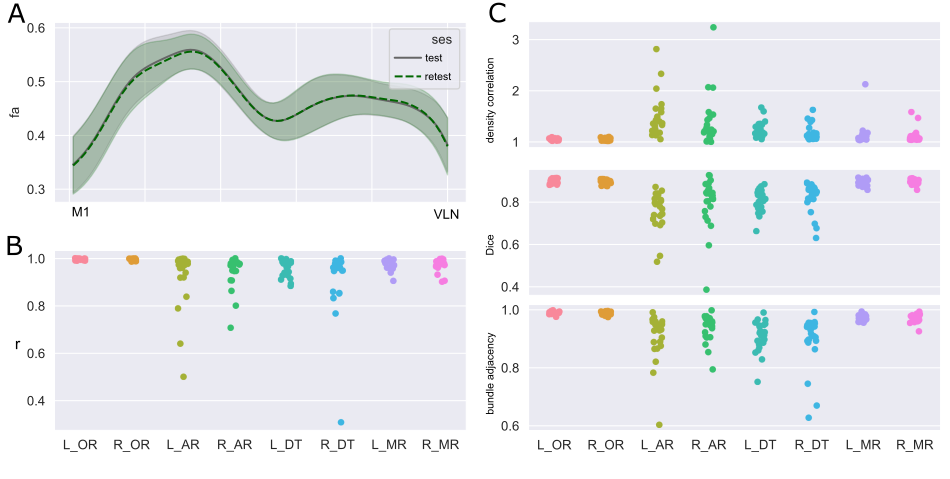 A
0.6
0.5
0.4
0.3
fa
ses
test
retest
M1
VLN
B
1.0
0.8
0.6
0.4
r
L_OR R_OR L_AR R_AR L_DT R_DT L_MR R_MR
C
3
2
1
density correlation
0.8
0.6
0.4
Dice
1.0
0.8
0.6
bundle adjacency
L_OR R_OR L_AR R_AR L_DT R_DT L_MR R_MR